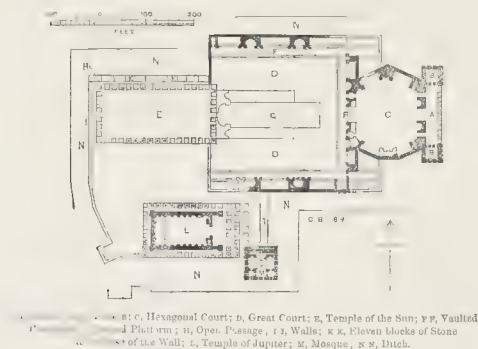 100 0 100 200
FEET
N
F
B
H
N
D
E
G
F
C
A
B
I
N
D
N
L
I
M
N
B; C, Hexagonal Court; D, Great Court; E, Temple of the Sun; F F, Vaulted
Platform; H, Open Passage, I I, Walls; K K, Eleven blocks of Stone
of the Wall; L, Temple of Jupiter; M, Mosque, N N, Ditch.